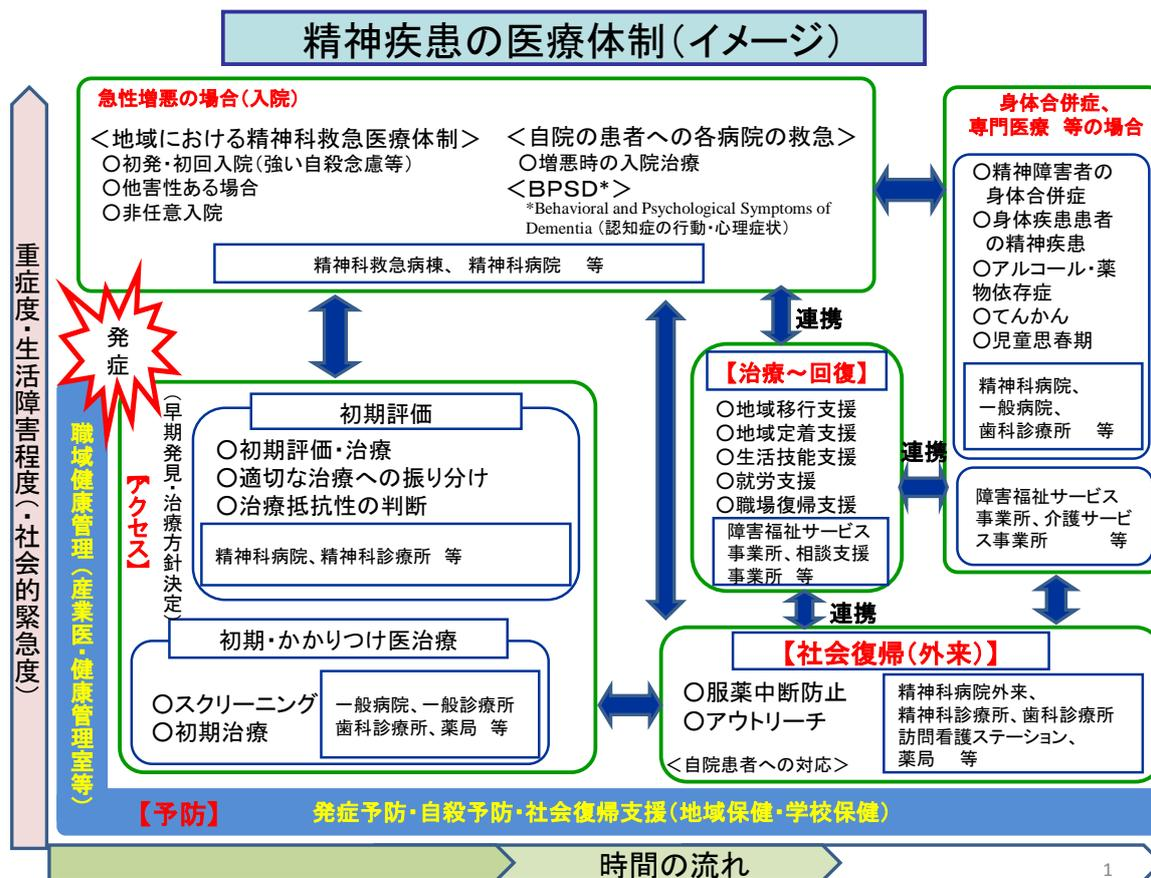 精神疾患の医療体制(イメージ)
重症度・生活障害程度(・社会的緊急度)
急性増悪の場合(入院)
<地域における精神科救急医療体制>
○初発・初回入院(強い自殺念慮等)
○他害性ある場合
○非任意入院
<自院の患者への各病院の救急>
○増悪時の入院治療
<BPSD*>
*Behavioral and Psychological Symptoms of
Dementia (認知症の行動・心理症状)
精神科救急病棟、 精神科病院 等
身体合併症、
専門医療 等の場合
○精神障害者の
身体合併症
○身体疾患患者
の精神疾患
○アルコール・薬
物依存症
○てんかん
○児童思春期
精神科病院、
一般病院、
歯科診療所 等
障害福祉サービス
事業所、介護サービ
ス事業所 等
発
症
連携
【治療~回復】
○地域移行支援
○地域定着支援
○生活技能支援
○就労支援
○職場復帰支援
障害福祉サービス
事業所、相談支援
事業所 等
連携
連携
職域健康管理(産業医・健康管理室等)
【アクセス】
(早期発見・治療方針決定)
初期評価
○初期評価・治療
○適切な治療への振り分け
○治療抵抗性の判断
精神科病院、精神科診療所 等
初期・かかりつけ医治療
○スクリーニング
○初期治療
一般病院、一般診療所
歯科診療所、薬局 等
【社会復帰(外来)】
○服薬中断防止
○アウトリーチ
<自院患者への対応>
精神科病院外来、
精神科診療所、歯科診療所
訪問看護ステーション、
薬局 等
【予防】
発症予防・自殺予防・社会復帰支援(地域保健・学校保健)
時間の流れ
1